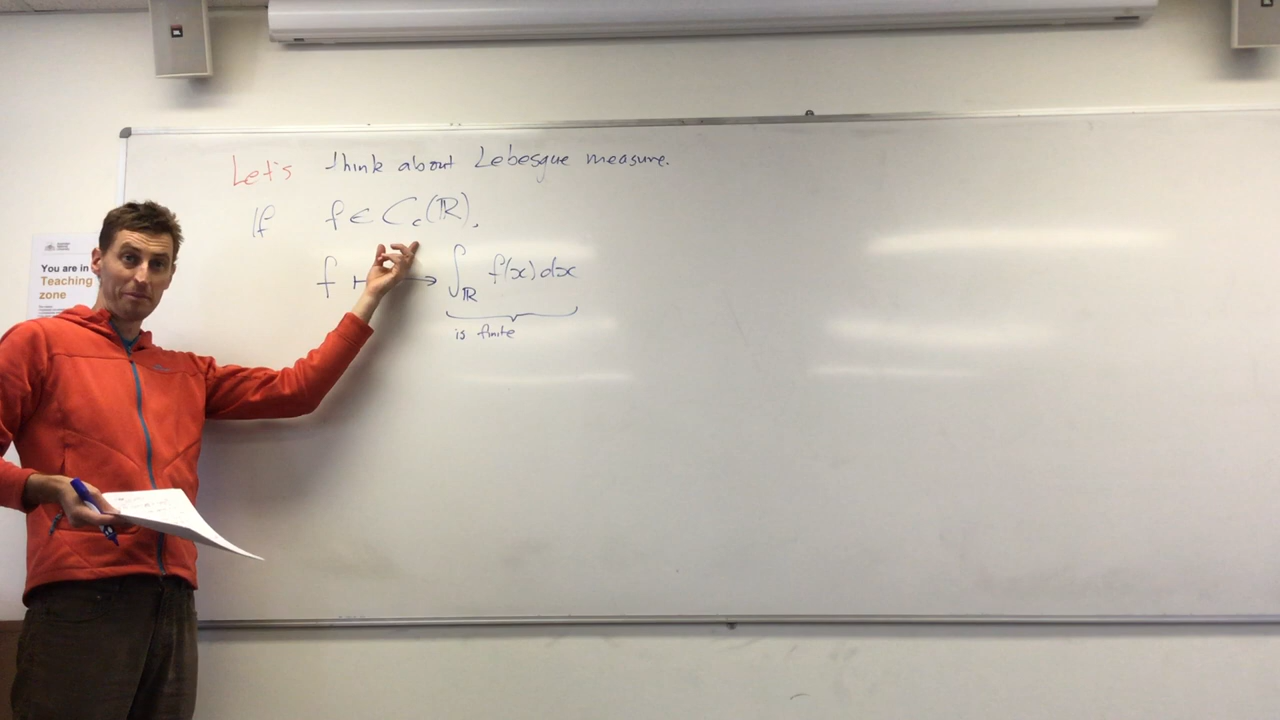 You are in
Teaching
zone
Let's think about Lebesgue measure.
If f ∈ C_c(ℝ),
f ↦ ∫_ℝ f(x) dx
is finite